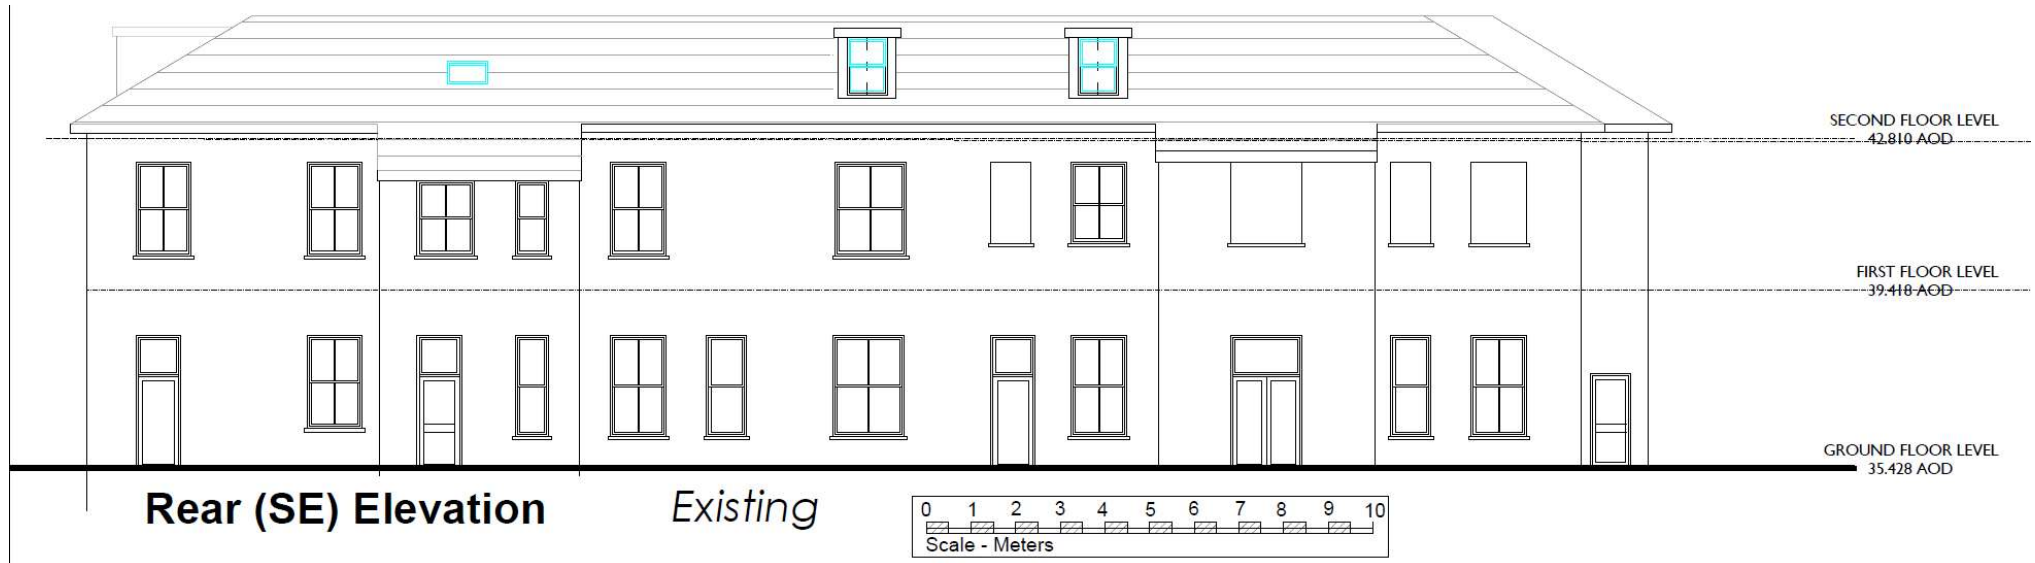 SECOND FLOOR LEVEL
42.810 AOD
FIRST FLOOR LEVEL
39.418 AOD
GROUND FLOOR LEVEL
35.428 AOD
Rear (SE) Elevation
Existing
0 1 2 3 4 5 6 7 8 9 10
Scale - Meters